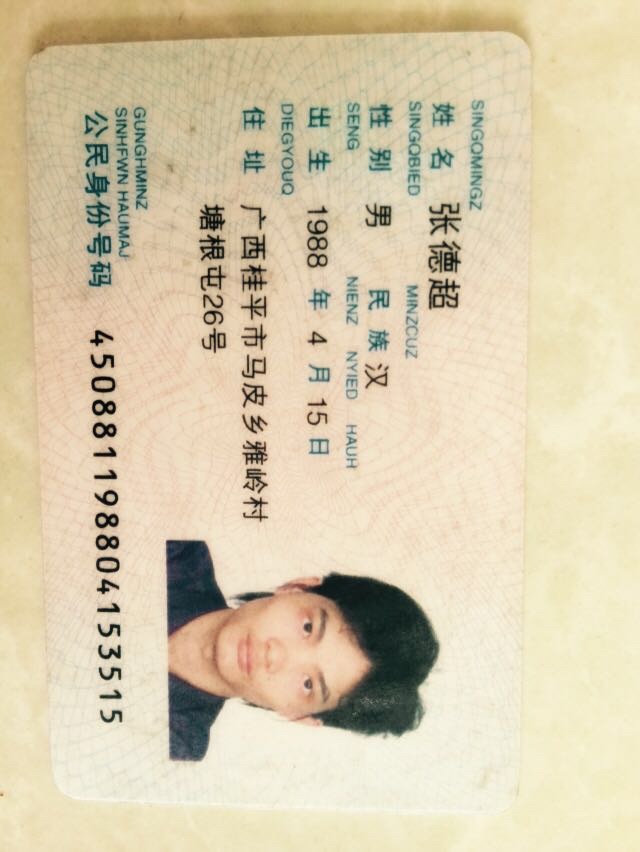 SINGQMINGZ
姓名 张德超
SINGQBIED MINZCUZ
性别 男 民族 汉
SENG NIENZ NYIED HAUH
出生 1988 年 4 月 15 日
DIEGYOUQ
住址 广西桂平市马皮乡雅岭村
塘根屯26号
GUNGHMINZ
SINHFWN HAUMAJ
公民身份号码 450881198804153515